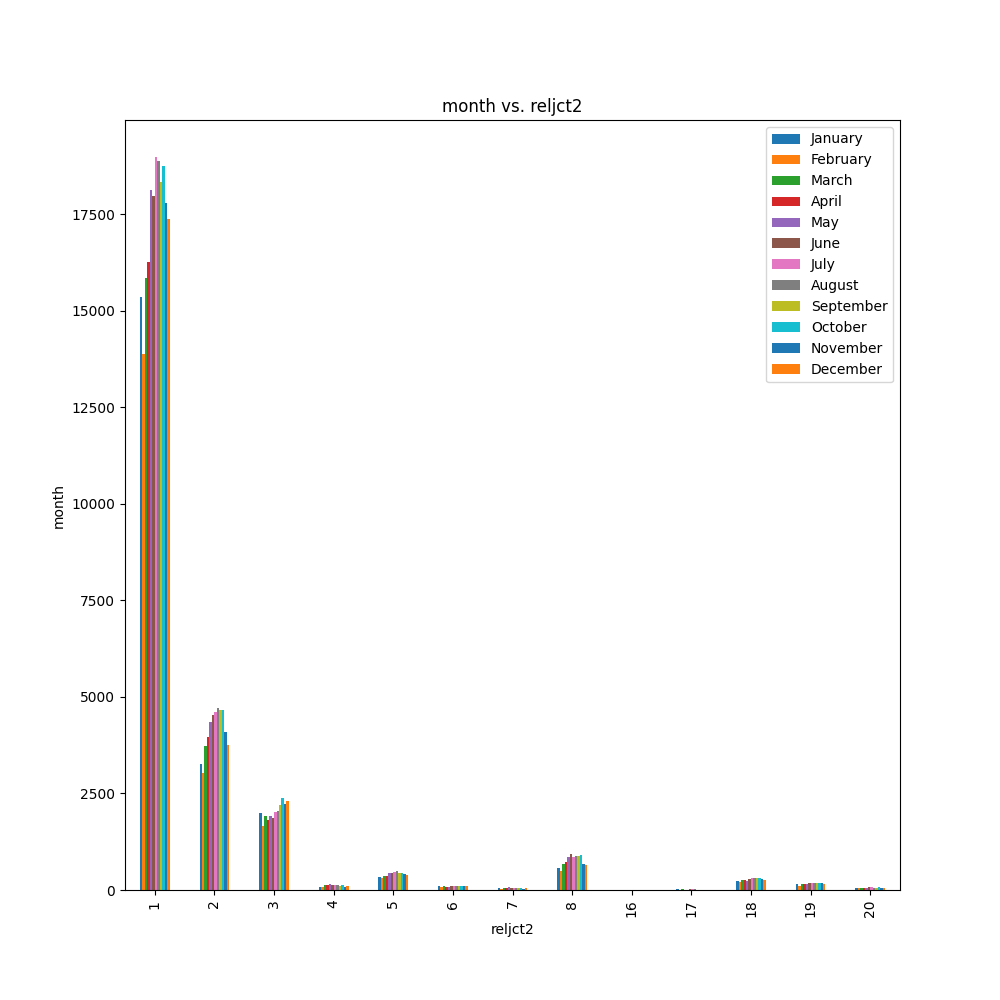 month vs. reljct2
January
February
March
April
May
June
July
August
September
October
November
December
17500
15000
12500
10000
7500
5000
2500
0
month
1 2 3 4 5 6 7 8 16 17 18 19 20
reljct2